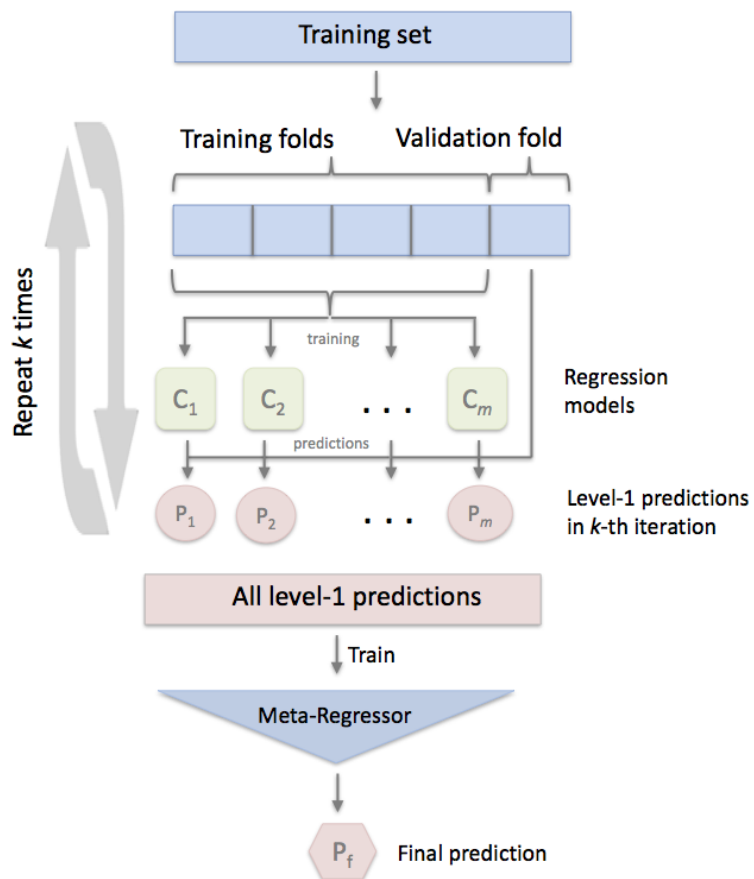 Training set
Training folds
Validation fold
Repeat k times
training
C1
C2
. . .
Cm
Regression
models
predictions
P1
P2
. . .
Pm
Level-1 predictions
in k-th iteration
All level-1 predictions
Train
Meta-Regressor
Pf
Final prediction